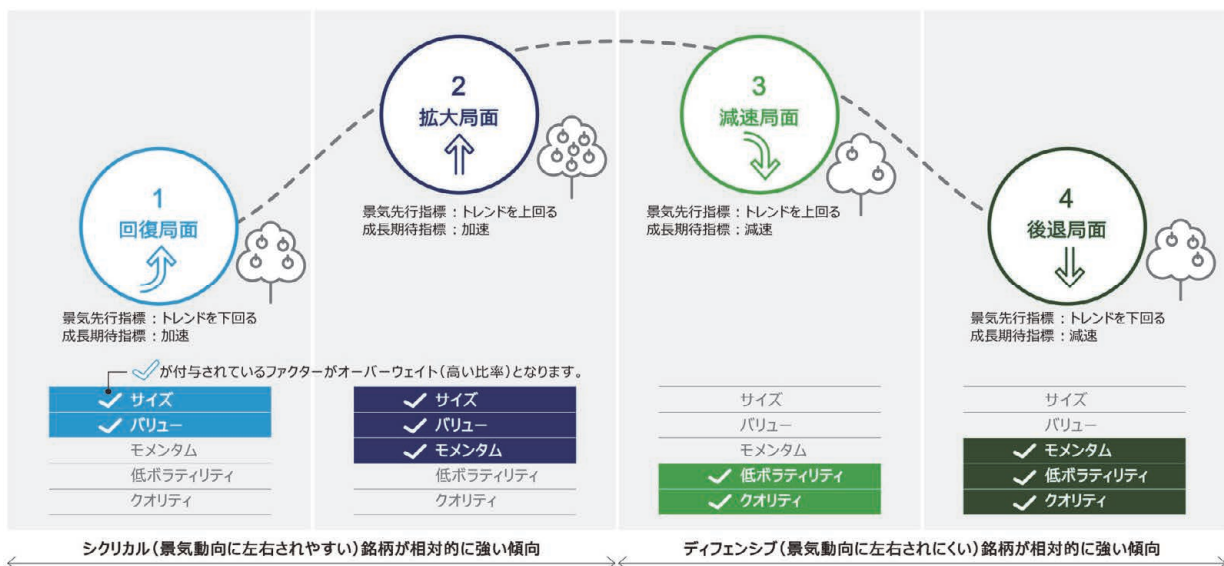 1
回復局面
景気先行指標：トレンドを下回る
成長期待指標：加速
2
拡大局面
景気先行指標：トレンドを上回る
成長期待指標：加速
3
減速局面
景気先行指標：トレンドを上回る
成長期待指標：減速
4
後退局面
景気先行指標：トレンドを下回る
成長期待指標：減速
が付与されているファクターがオーバーウェイト（高い比率）となります。
サイズ
バリュー
モメンタム
低ボラティリティ
クオリティ
サイズ
バリュー
モメンタム
低ボラティリティ
クオリティ
サイズ
バリュー
モメンタム
低ボラティリティ
クオリティ
サイズ
バリュー
モメンタム
低ボラティリティ
クオリティ
シクリカル（景気動向に左右されやすい）銘柄が相対的に強い傾向
ディフェンシブ（景気動向に左右されにくい）銘柄が相対的に強い傾向